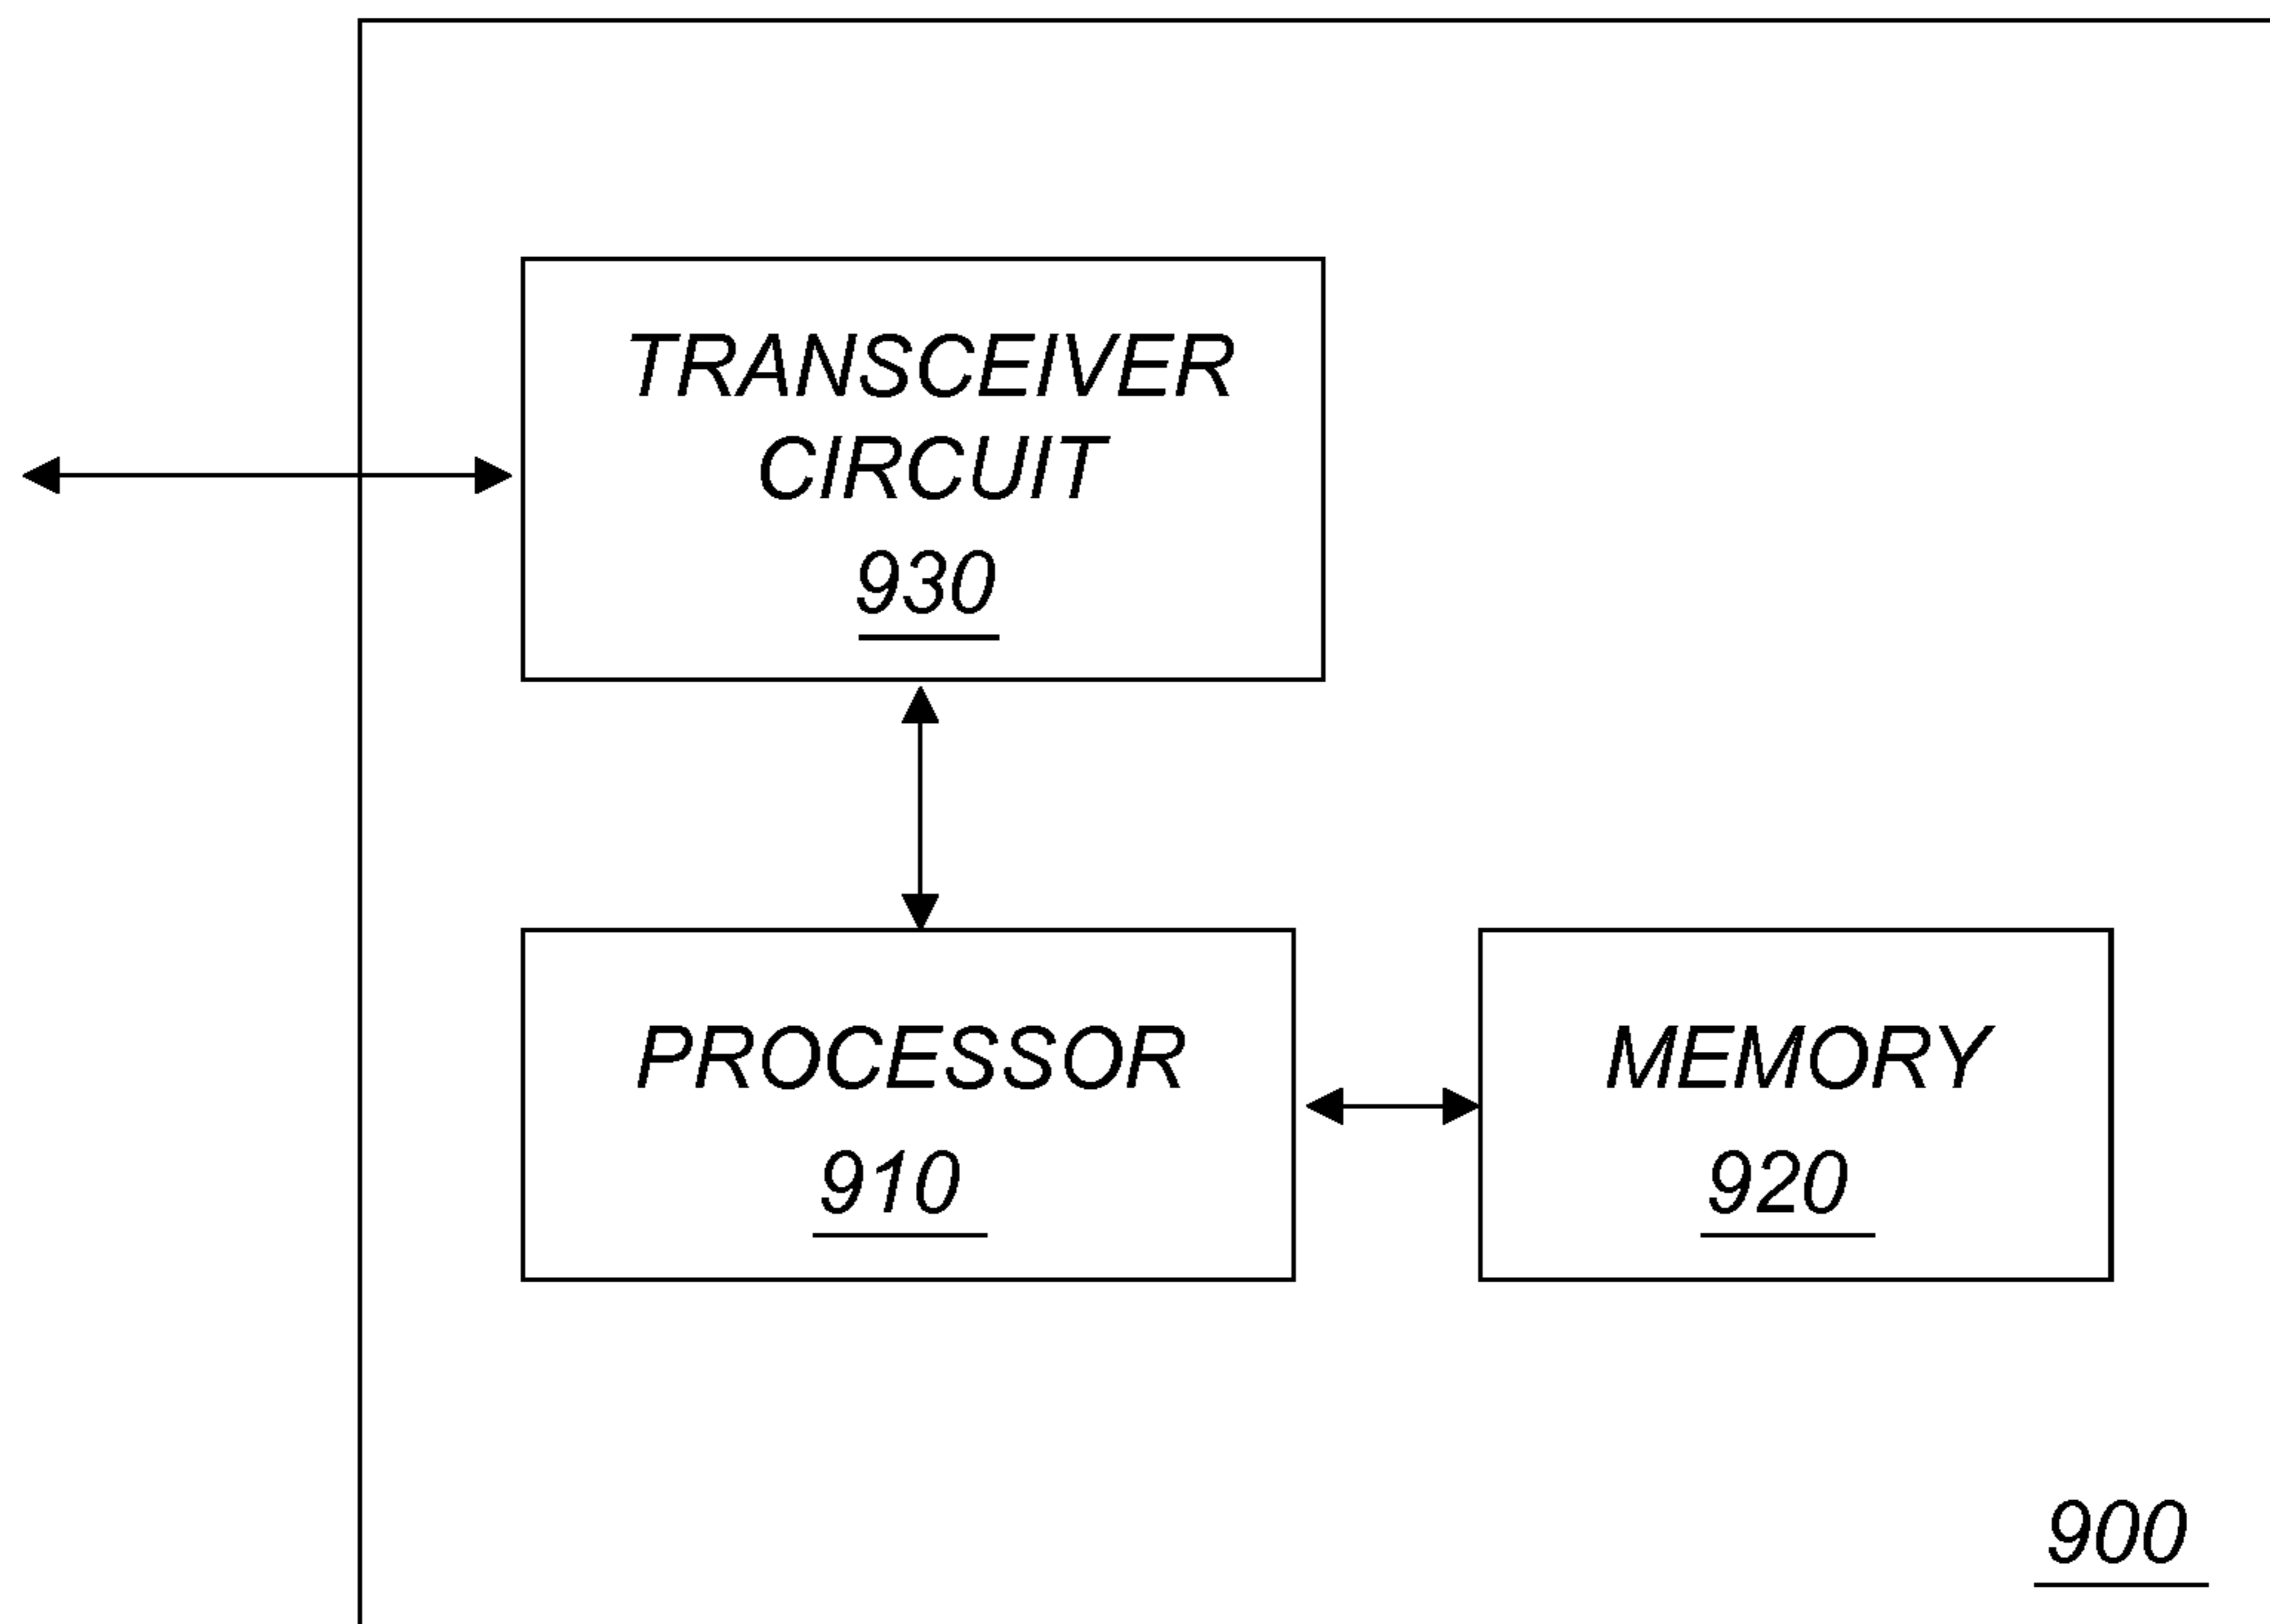 TRANSCEIVER
CIRCUIT
930
PROCESSOR
910
MEMORY
920
900